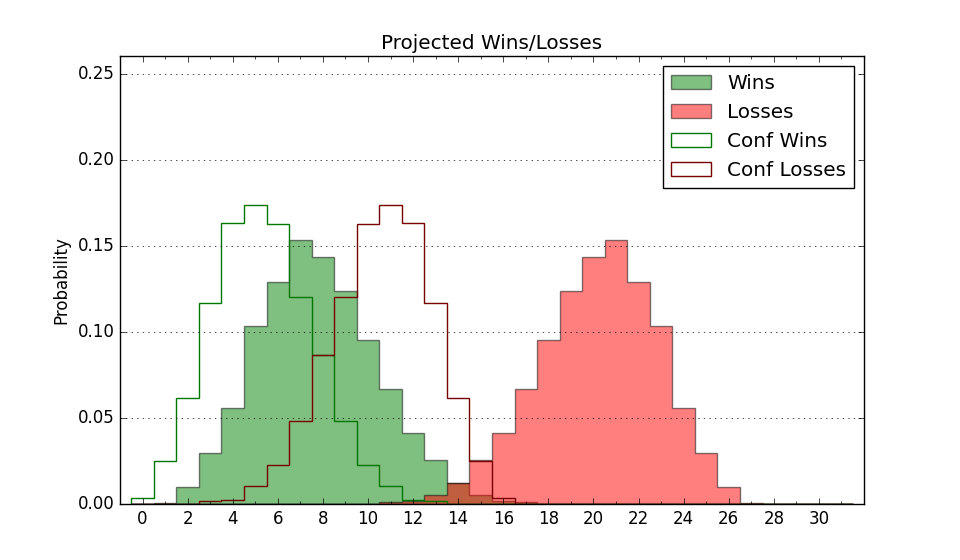 Projected Wins/Losses
0.25
0.20
0.15
0.10
0.05
0.00
Probability
Wins
Losses
Conf Wins
Conf Losses
0 2 4 6 8 10 12 14 16 18 20 22 24 26 28 30